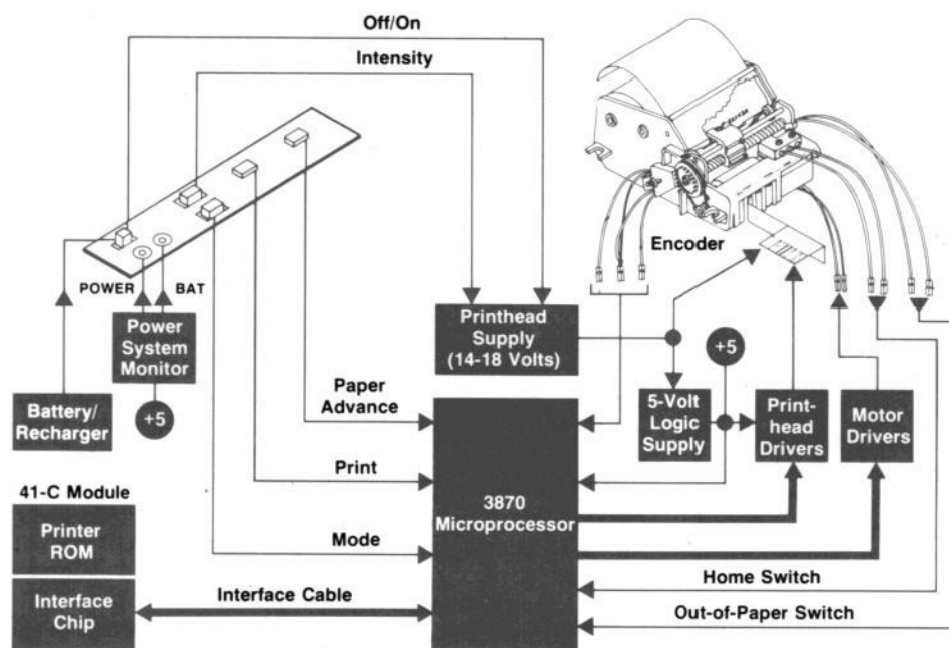 Off/On
Intensity
POWER
BAT
Power
System
Monitor
+5
Battery/
Recharger
Encoder
Printhead
Supply
(14-18 Volts)
+5
5-Volt
Logic
Supply
Print-
head
Drivers
Motor
Drivers
Paper
Advance
Print
Mode
3870
Microprocessor
41-C Module
Printer
ROM
Interface
Chip
Interface Cable
Home Switch
Out-of-Paper Switch